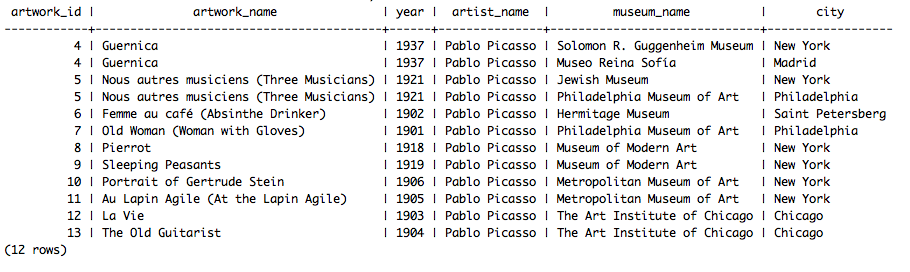 artwork_id | artwork_name | year | artist_name | museum_name | city
4 | Guernica | 1937 | Pablo Picasso | Solomon R. Guggenheim Museum | New York
4 | Guernica | 1937 | Pablo Picasso | Museo Reina Sofía | Madrid
5 | Nous autres musiciens (Three Musicians) | 1921 | Pablo Picasso | Jewish Museum | New York
5 | Nous autres musiciens (Three Musicians) | 1921 | Pablo Picasso | Philadelphia Museum of Art | Philadelphia
6 | Femme au café (Absinthe Drinker) | 1902 | Pablo Picasso | Hermitage Museum | Saint Petersberg
7 | Old Woman (Woman with Gloves) | 1901 | Pablo Picasso | Philadelphia Museum of Art | Philadelphia
8 | Pierrot | 1918 | Pablo Picasso | Museum of Modern Art | New York
9 | Sleeping Peasants | 1919 | Pablo Picasso | Museum of Modern Art | New York
10 | Portrait of Gertrude Stein | 1906 | Pablo Picasso | Metropolitan Museum of Art | New York
11 | Au Lapin Agile (At the Lapin Agile) | 1905 | Pablo Picasso | Metropolitan Museum of Art | New York
12 | La Vie | 1903 | Pablo Picasso | The Art Institute of Chicago | Chicago
13 | The Old Guitarist | 1904 | Pablo Picasso | The Art Institute of Chicago | Chicago
(12 rows)